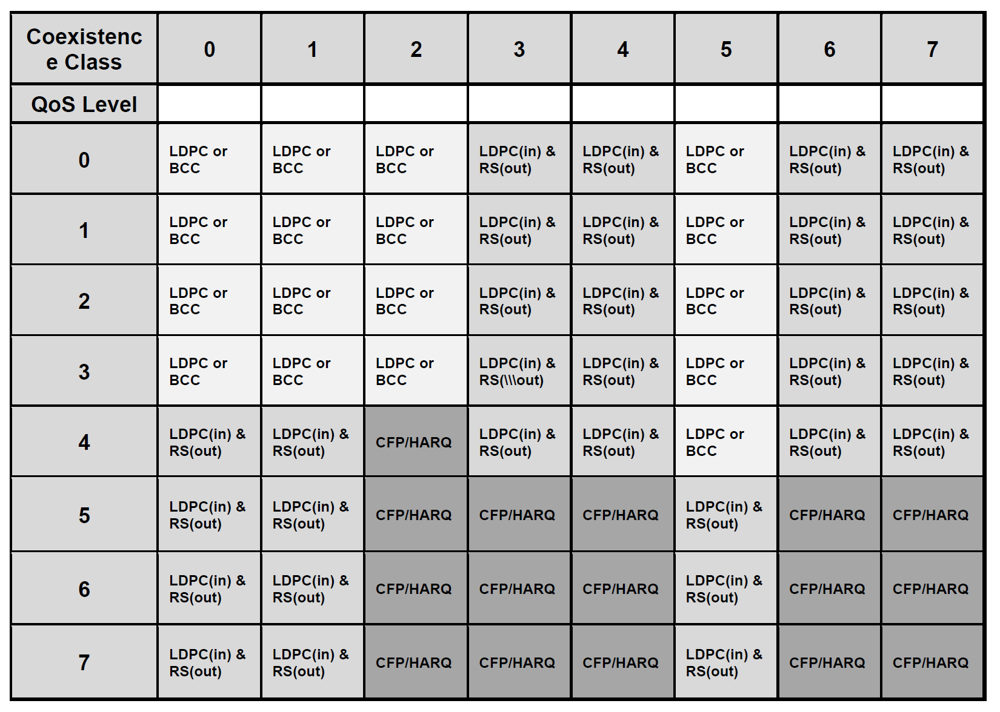 Coexistenc
e Class
0
1
2
3
4
5
6
7
QoS Level
0
LDPC or
BCC
LDPC or
BCC
LDPC or
BCC
LDPC(in) &
RS(out)
LDPC(in) &
RS(out)
LDPC or
BCC
LDPC(in) &
RS(out)
LDPC(in) &
RS(out)
1
LDPC or
BCC
LDPC or
BCC
LDPC or
BCC
LDPC(in) &
RS(out)
LDPC(in) &
RS(out)
LDPC or
BCC
LDPC(in) &
RS(out)
LDPC(in) &
RS(out)
2
LDPC or
BCC
LDPC or
BCC
LDPC or
BCC
LDPC(in) &
RS(out)
LDPC(in) &
RS(out)
LDPC or
BCC
LDPC(in) &
RS(out)
LDPC(in) &
RS(out)
3
LDPC or
BCC
LDPC or
BCC
LDPC or
BCC
LDPC(in) &
RS(\\\out)
LDPC(in) &
RS(out)
LDPC or
BCC
LDPC(in) &
RS(out)
LDPC(in) &
RS(out)
4
LDPC(in) &
RS(out)
LDPC(in) &
RS(out)
CFP/HARQ
LDPC(in) &
RS(out)
LDPC(in) &
RS(out)
LDPC or
BCC
LDPC(in) &
RS(out)
LDPC(in) &
RS(out)
5
LDPC(in) &
RS(out)
LDPC(in) &
RS(out)
CFP/HARQ
CFP/HARQ
CFP/HARQ
LDPC(in) &
RS(out)
CFP/HARQ
CFP/HARQ
6
LDPC(in) &
RS(out)
LDPC(in) &
RS(out)
CFP/HARQ
CFP/HARQ
CFP/HARQ
LDPC(in) &
RS(out)
CFP/HARQ
CFP/HARQ
7
LDPC(in) &
RS(out)
LDPC(in) &
RS(out)
CFP/HARQ
CFP/HARQ
CFP/HARQ
LDPC(in) &
RS(out)
CFP/HARQ
CFP/HARQ